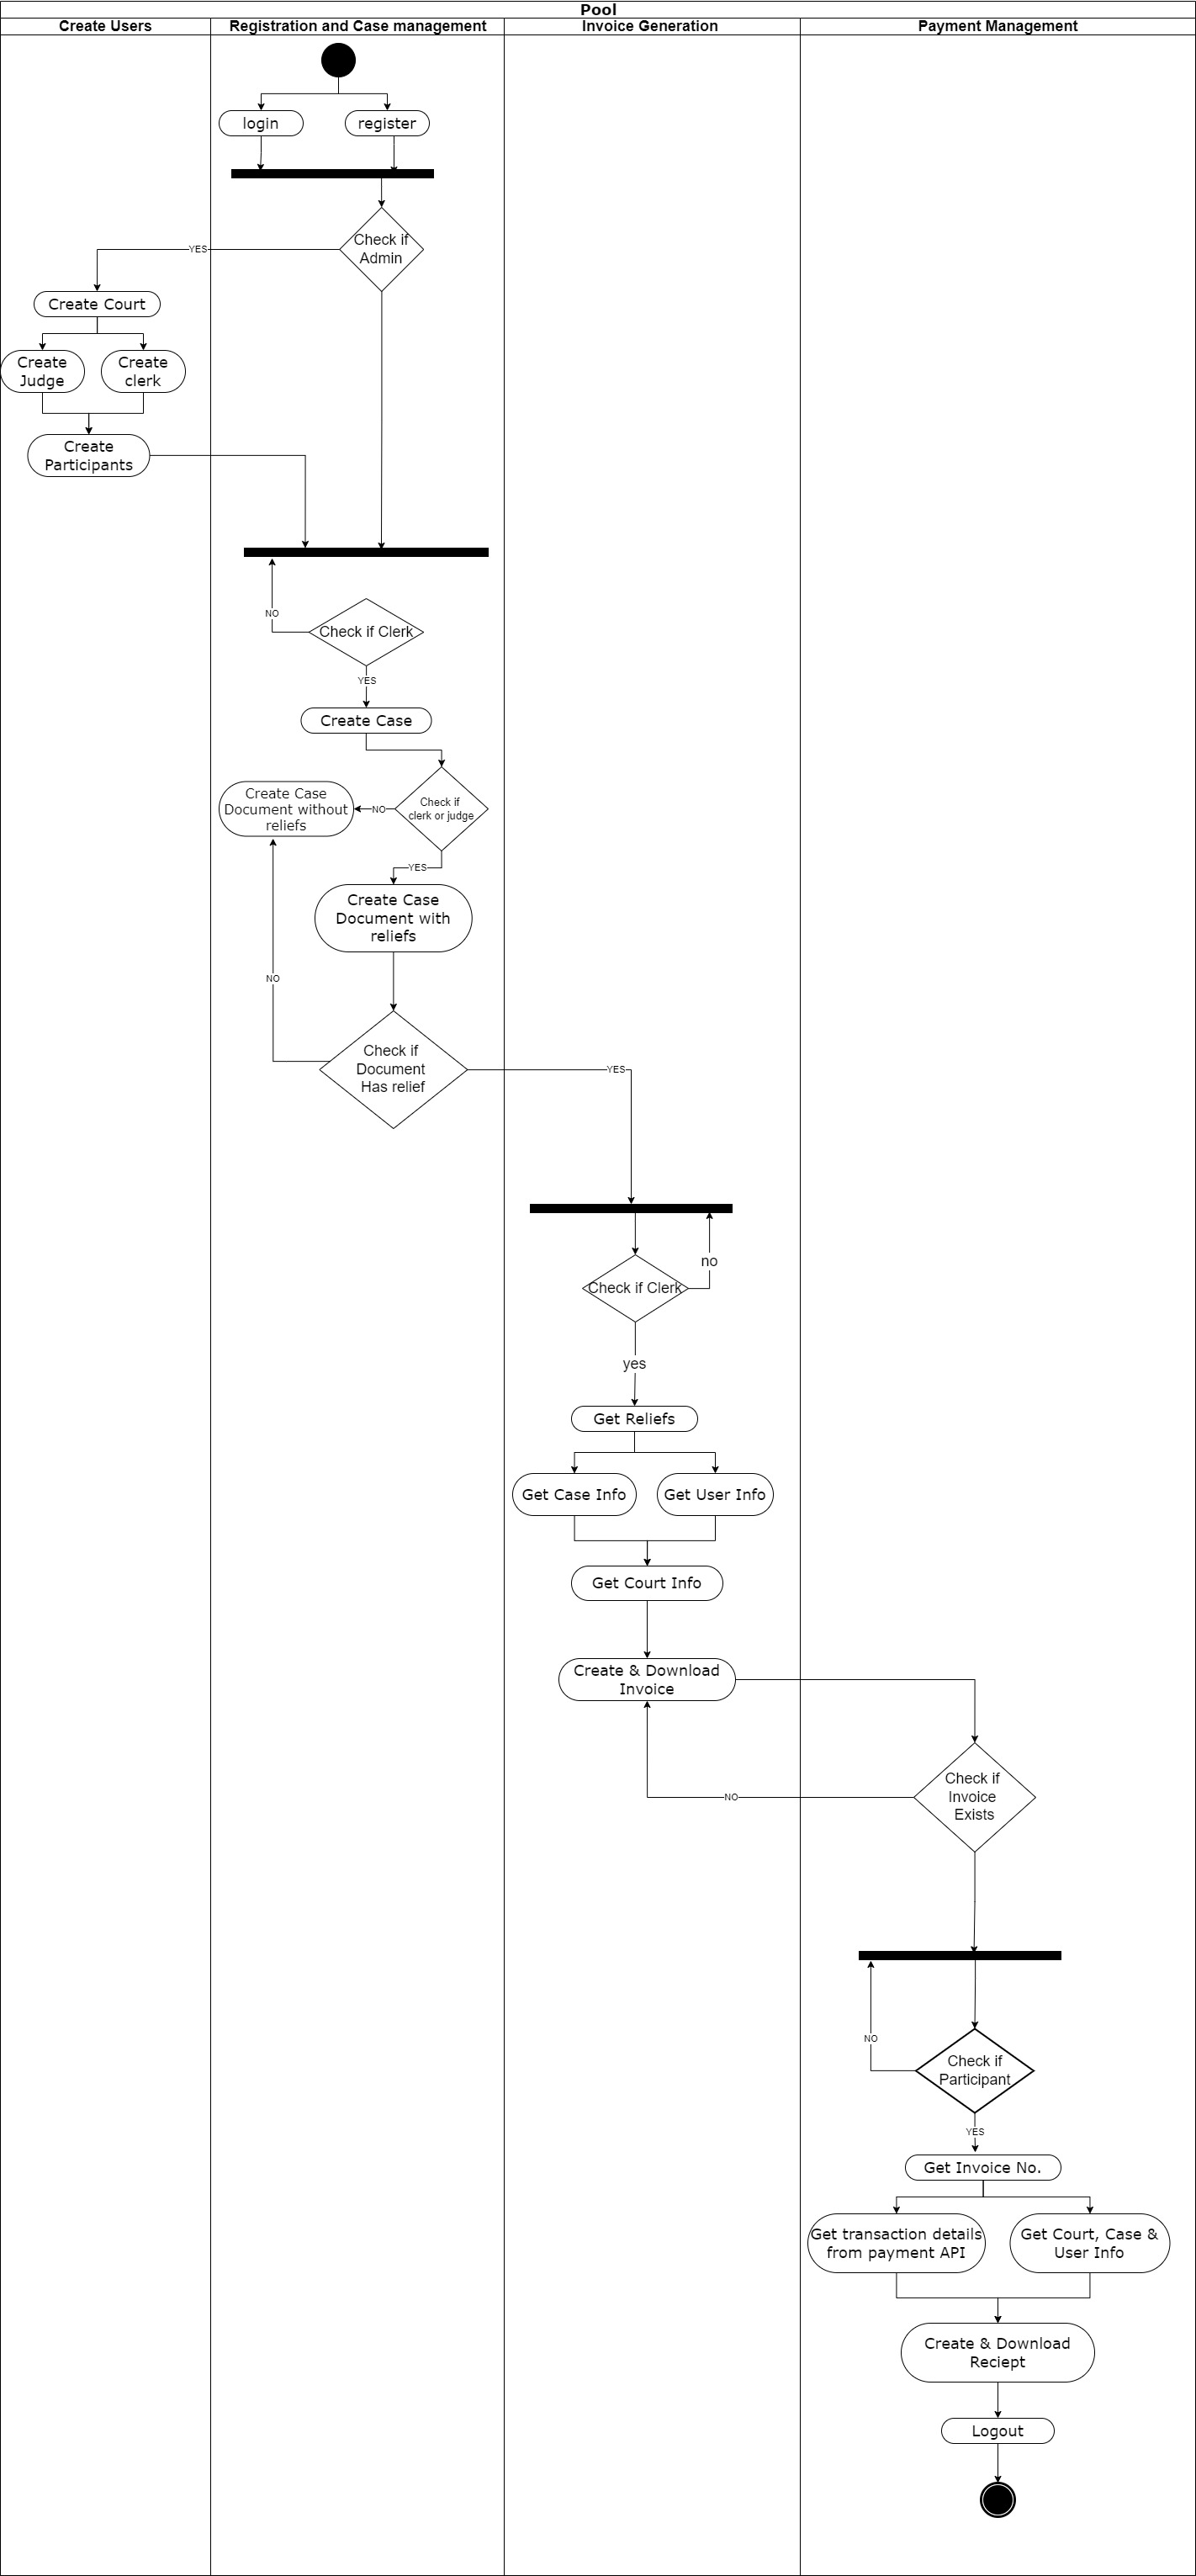 Pool
Create Users
Registration and Case management
Invoice Generation
Payment Management
login
register
Check if
Admin
YES
Create Court
Create
Judge
Create
clerk
Create
Participants
NO
Check if Clerk
YES
Create Case
Create Case
Document without
reliefs
NO
Check if
clerk or judge
YES
Create Case
Document with
reliefs
NO
Check if
Document
Has relief
YES
no
Check if Clerk
yes
Get Reliefs
Get Case Info
Get User Info
Get Court Info
Create & Download
Invoice
Check if
Invoice
Exists
NO
NO
Check if
Participant
YES
Get Invoice No.
Get transaction details
from payment API
Get Court, Case &
User Info
Create & Download
Reciept
Logout